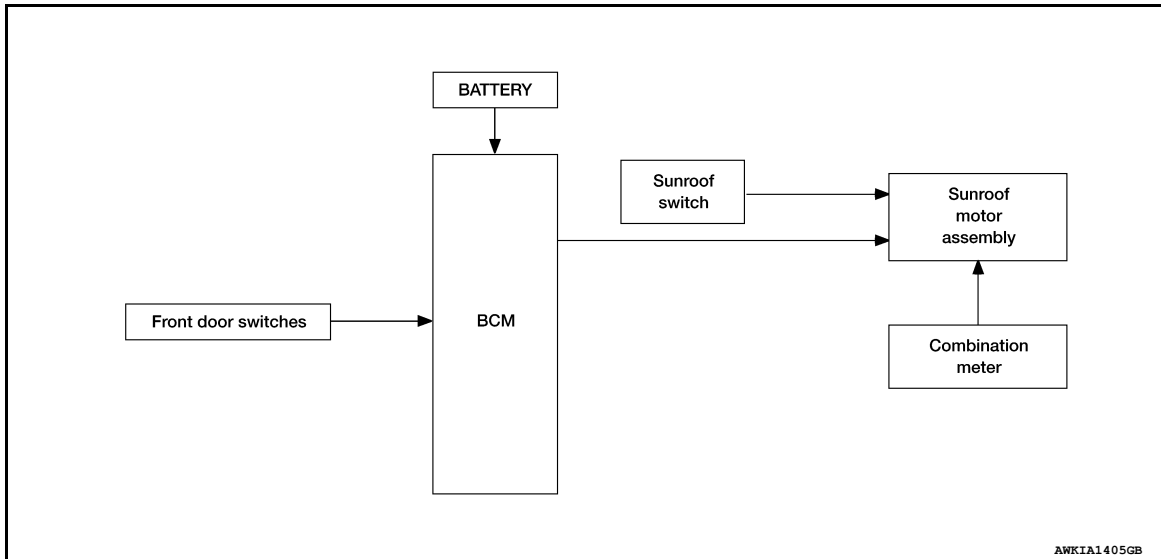 BATTERY
Sunroof
switch
Sunroof
motor
assembly
Front door switches
BCM
Combination
meter
AWKIA1405GB